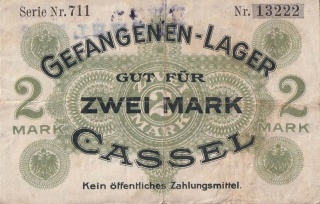 Serie Nr. 711 Nr. 13222
GEFANGENEN-LAGER
GUT FÜR
2 ZWEI MARK 2
MARK MARK
CASSEL
Kein öffentliches Zahlungsmittel.